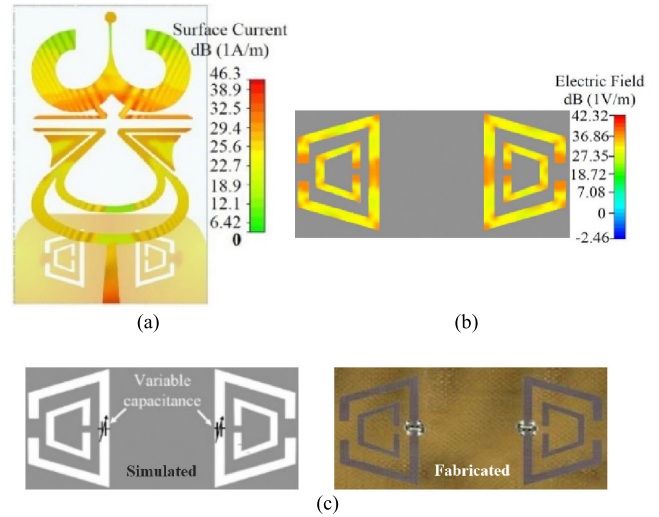 Surface Current
dB (1A/m)
46.3
38.9
32.5
29.4
25.6
22.7
18.9
12.1
6.42
0
Electric Field
dB (1V/m)
42.32
36.86
27.35
18.72
7.08
0
-2.46
(a)
(b)
Variable
capacitance
Simulated
Fabricated
(c)